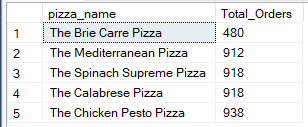 pizza_name Total_Orders
1 The Brie Carre Pizza 480
2 The Mediterranean Pizza 912
3 The Spinach Supreme Pizza 918
4 The Calabrese Pizza 918
5 The Chicken Pesto Pizza 938